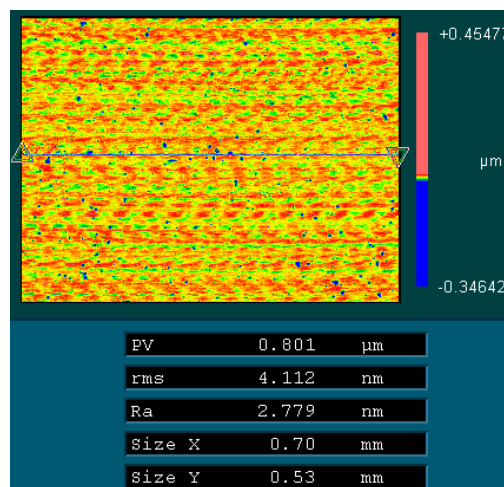 +0.45477
µm
-0.34642
PV 0.801 µm
rms 4.112 nm
Ra 2.779 nm
Size X 0.70 mm
Size Y 0.53 mm